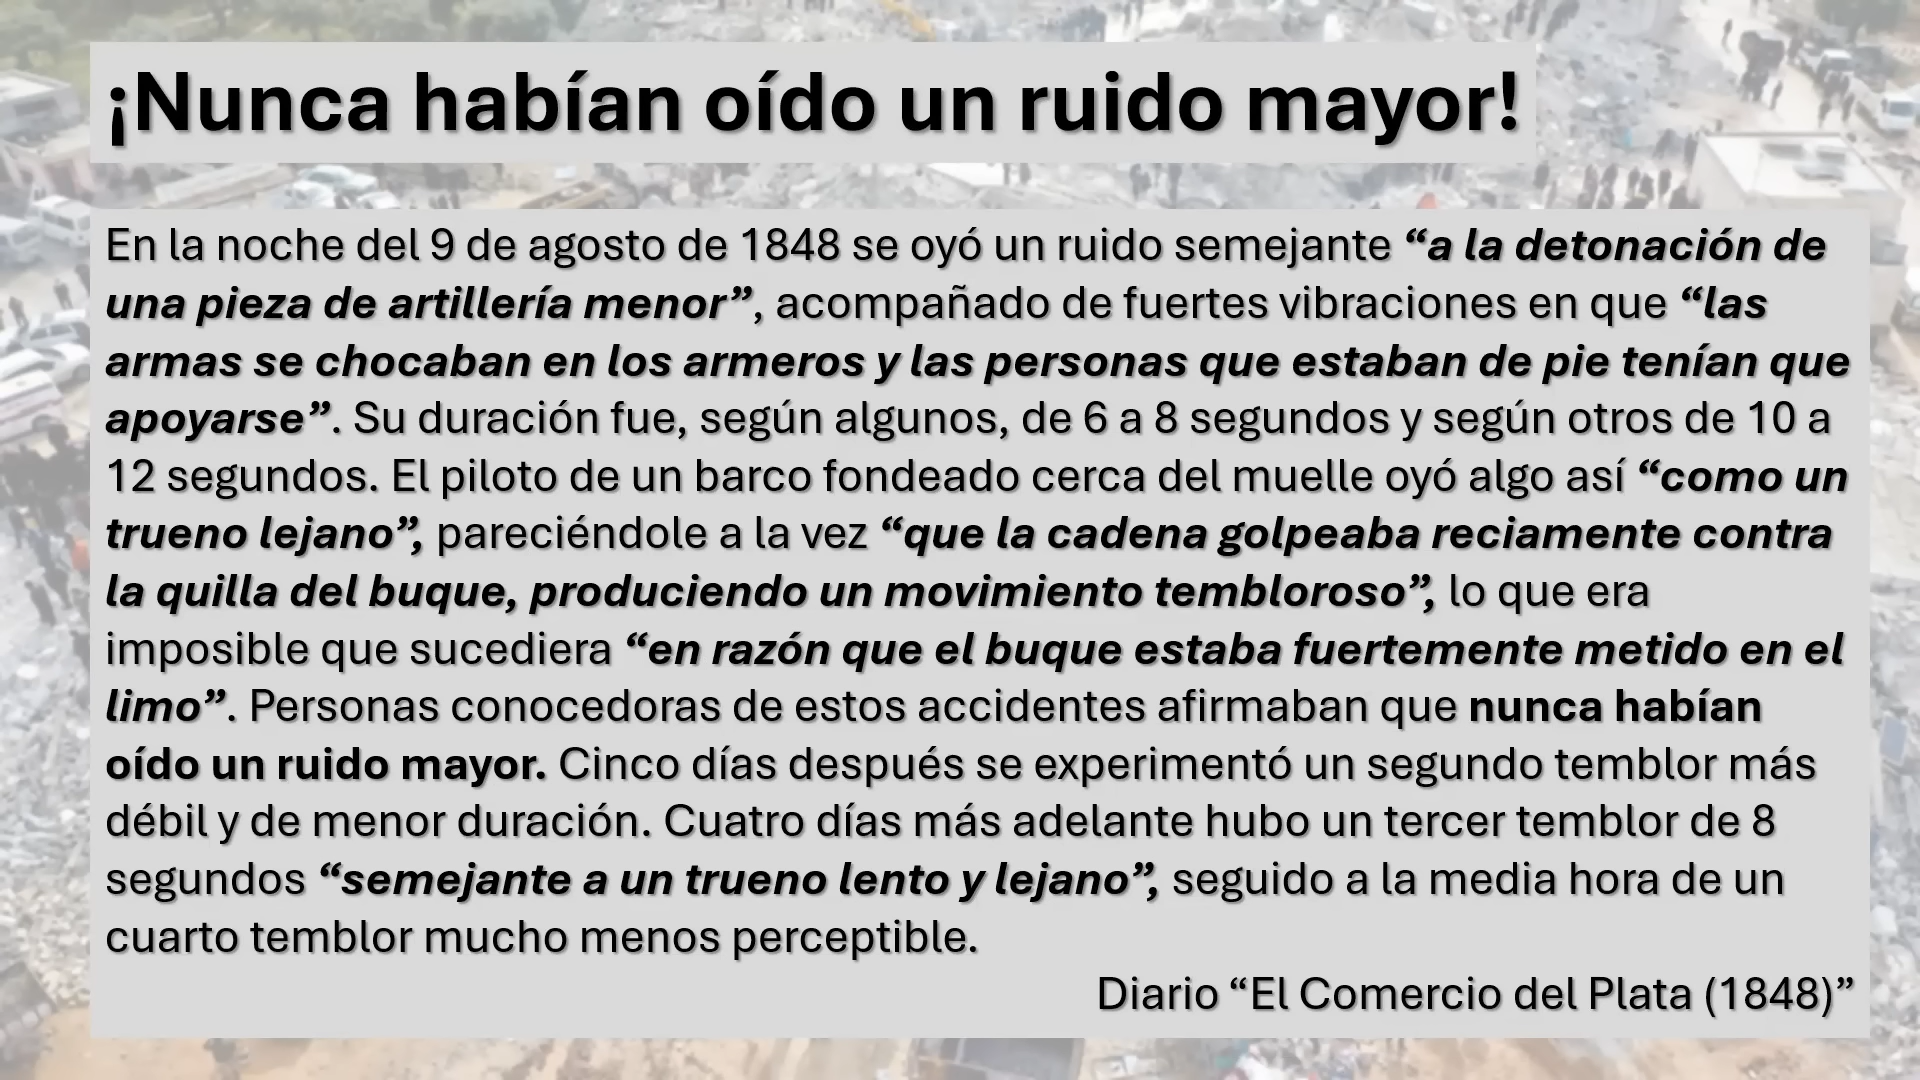 ¡Nunca habían oído un ruido mayor!
En la noche del 9 de agosto de 1848 se oyó un ruido semejante “a la detonación de
una pieza de artillería menor”, acompañado de fuertes vibraciones en que “las
armas se chocaban en los armeros y las personas que estaban de pie tenían que
apoyarse”. Su duración fue, según algunos, de 6 a 8 segundos y según otros de 10 a
12 segundos. El piloto de un barco fondeado cerca del muelle oyó algo así “como un
trueno lejano”, pareciéndole a la vez “que la cadena golpeaba reciamente contra
la quilla del buque, produciendo un movimiento tembloroso”, lo que era
imposible que sucediera “en razón que el buque estaba fuertemente metido en el
limo”. Personas conocedoras de estos accidentes afirmaban que nunca habían
oído un ruido mayor. Cinco días después se experimentó un segundo temblor más
débil y de menor duración. Cuatro días más adelante hubo un tercer temblor de 8
segundos “semejante a un trueno lento y lejano”, seguido a la media hora de un
cuarto temblor mucho menos perceptible.
Diario “El Comercio del Plata (1848)”